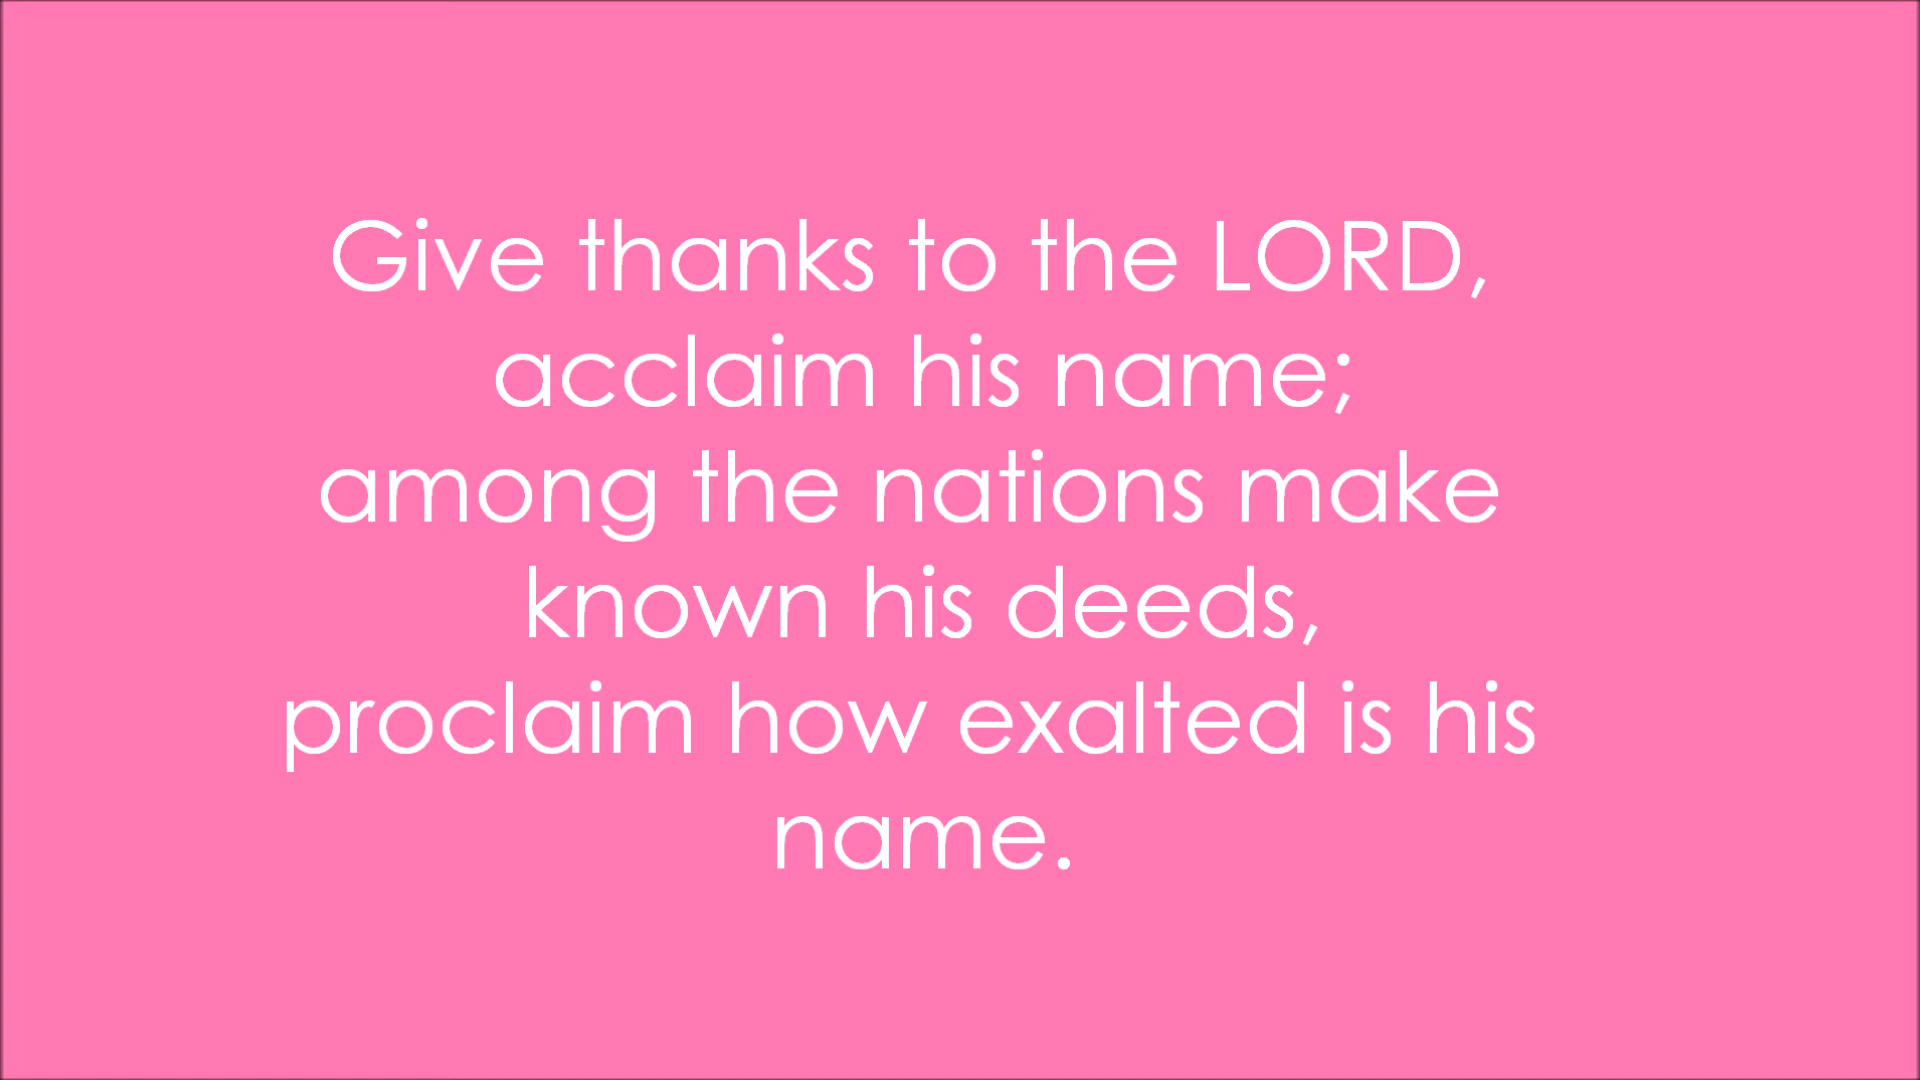 Give thanks to the LORD,
acclaim his name;
among the nations make
known his deeds,
proclaim how exalted is his
name.